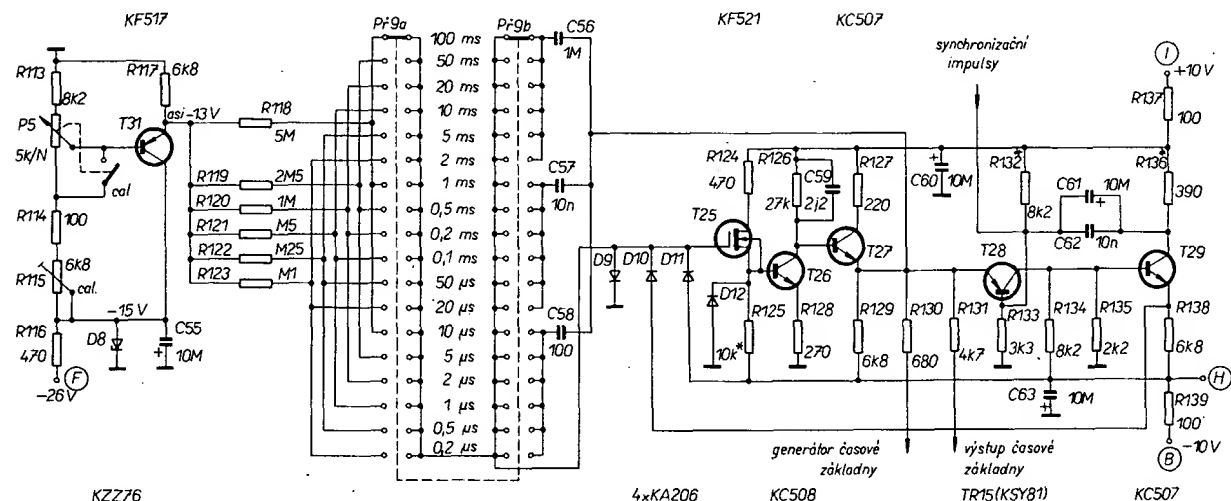 KF517
Př9a
Př9b
C56
1M
KF521
KC507
synchronizační
impulsy
I
+10V
R113
8k2
R117
6k8
P5
5k/N
T31
asi -13V
cal
R114
100
R115
6k8
cal.
-15V
R116
470
F
-26V
D8
C55
10M
+
R118
5M
R119
2M5
R120
1M
R121
M5
R122
M25
R123
M1
100 ms
50 ms
20 ms
10 ms
5 ms
2 ms
1 ms
0,5 ms
0,2 ms
0,1 ms
50 µs
20 µs
10 µs
5 µs
2 µs
1 µs
0,5 µs
0,2 µs
C57
10n
C58
100
R124
470
R126
27k
C59
2j2
R127
220
+
C60
10M
R132
8k2
C61
10M
+
C62
10n
R137
100
R136
390
T25
T26
T27
T28
T29
D9
D10
D11
D12
R125
10k*
R128
270
R129
6k8
R130
680
R131
4k7
R133
3k3
R134
8k2
R135
2k2
R138
6k8
C63
10M
+
H
R139
100
-10V
B
generátor časové
základny
výstup časové
základny
KZZ76
4xKA206
KC508
TR15(KSY81)
KC507